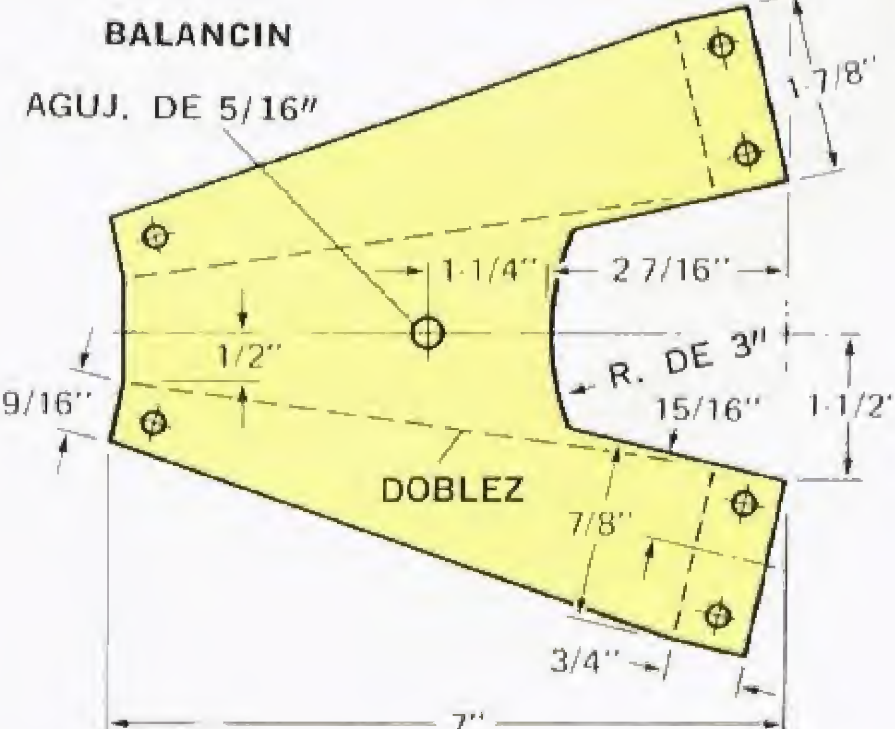 BALANCIN
AGUJ. DE 5/16"
1-7/8"
1-1/4"
2 7/16"
1/2"
R. DE 3"
9/16"
15/16"
1-1/2"
DOBLEZ
7/8"
3/4"
7"